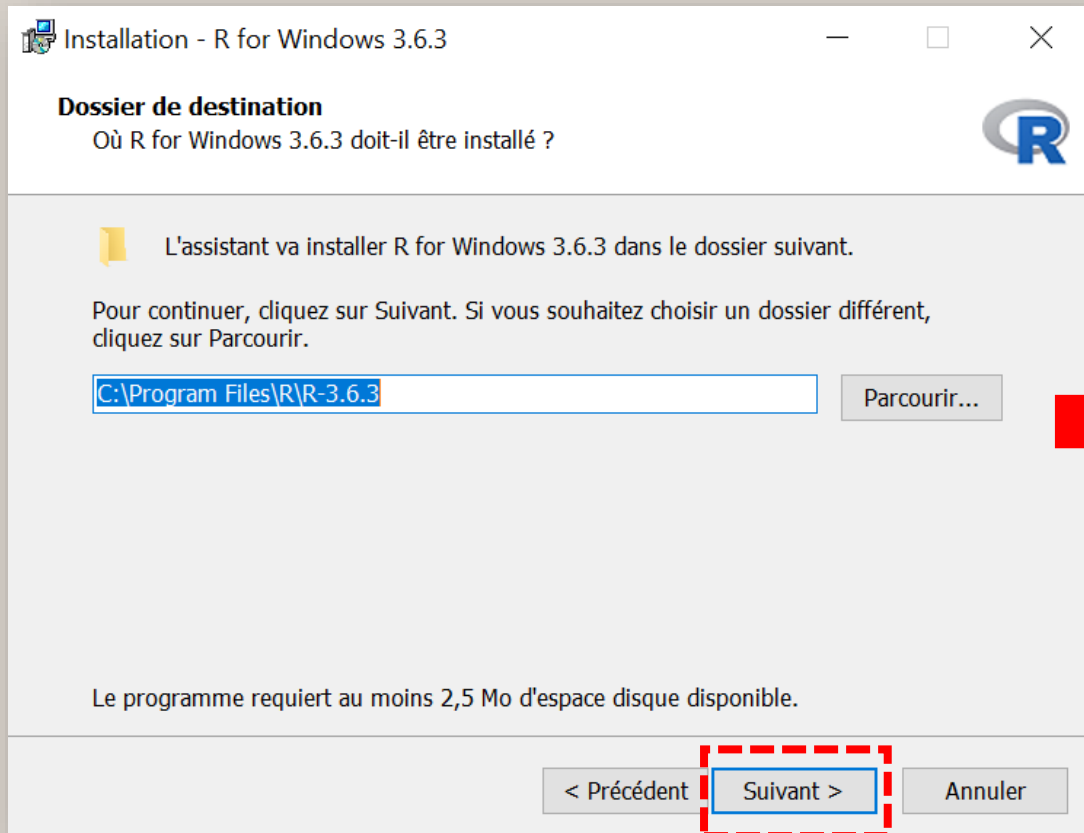 Installation - R for Windows 3.6.3
Dossier de destination
Où R for Windows 3.6.3 doit-il être installé ?
R
L'assistant va installer R for Windows 3.6.3 dans le dossier suivant.
Pour continuer, cliquez sur Suivant. Si vous souhaitez choisir un dossier différent,
cliquez sur Parcourir.
C:\Program Files\R\R-3.6.3
Parcourir...
Le programme requiert au moins 2,5 Mo d'espace disque disponible.
< Précédent
Suivant >
Annuler